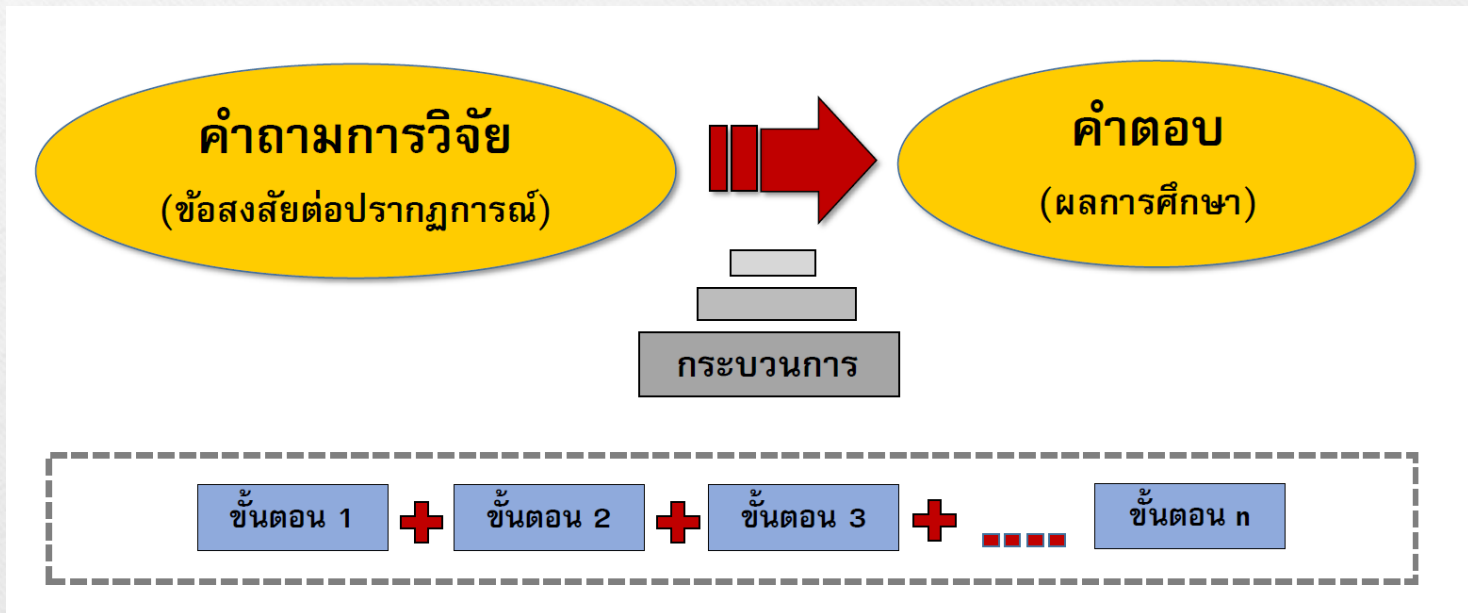 คำถามการวิจัย
(ข้อสงสัยต่อปรากฏการณ์)
คำตอบ
(ผลการศึกษา)
กระบวนการ
ขั้นตอน 1
ขั้นตอน 2
ขั้นตอน 3
ขั้นตอน n